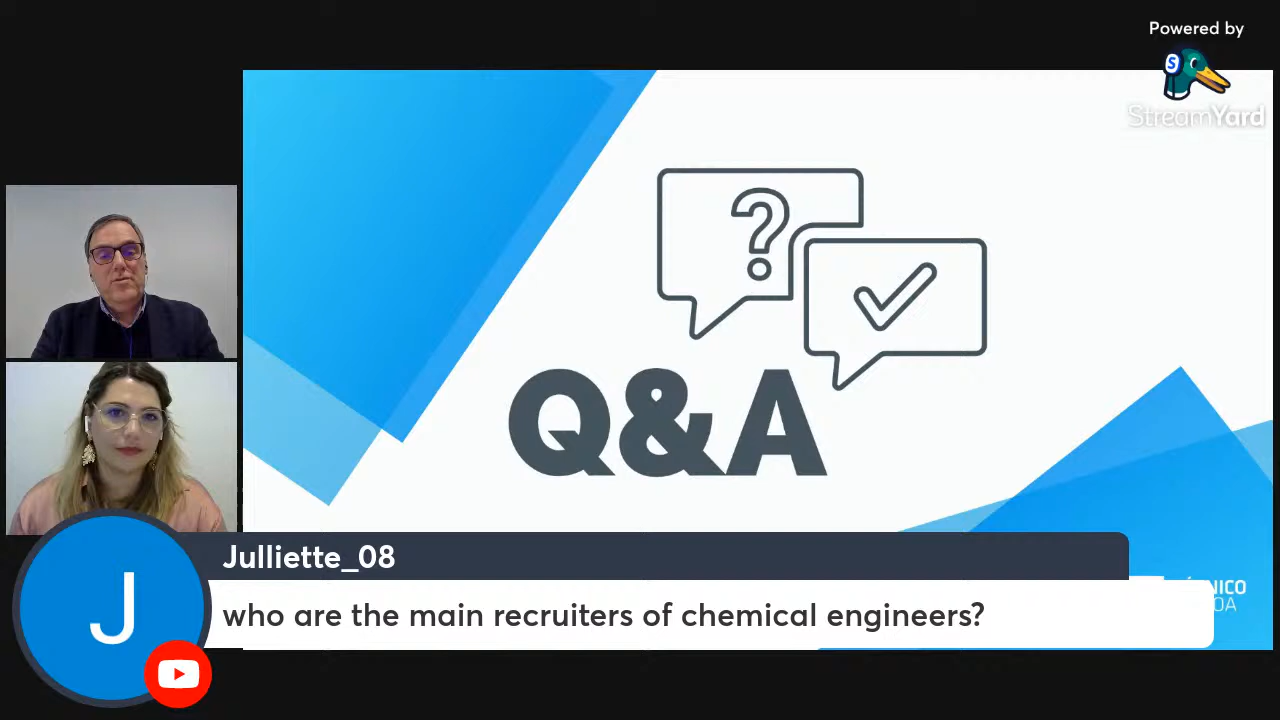 Powered by
StreamYard
Q&A
Julliette_08
who are the main recruiters of chemical engineers?
J